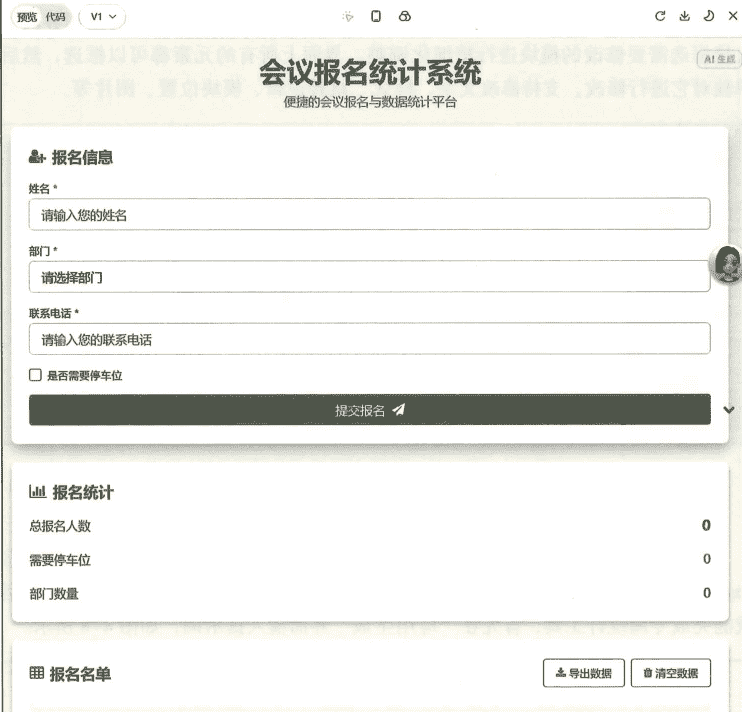 预览 代码 V1
AI 生成
会议报名统计系统
便捷的会议报名与数据统计平台
报名信息
姓名 *
请输入您的姓名
部门 *
请选择部门
联系电话 *
请输入您的联系电话
是否需要停车位
提交报名
报名统计
总报名人数 0
需要停车位 0
部门数量 0
报名名单 导出数据 清空数据